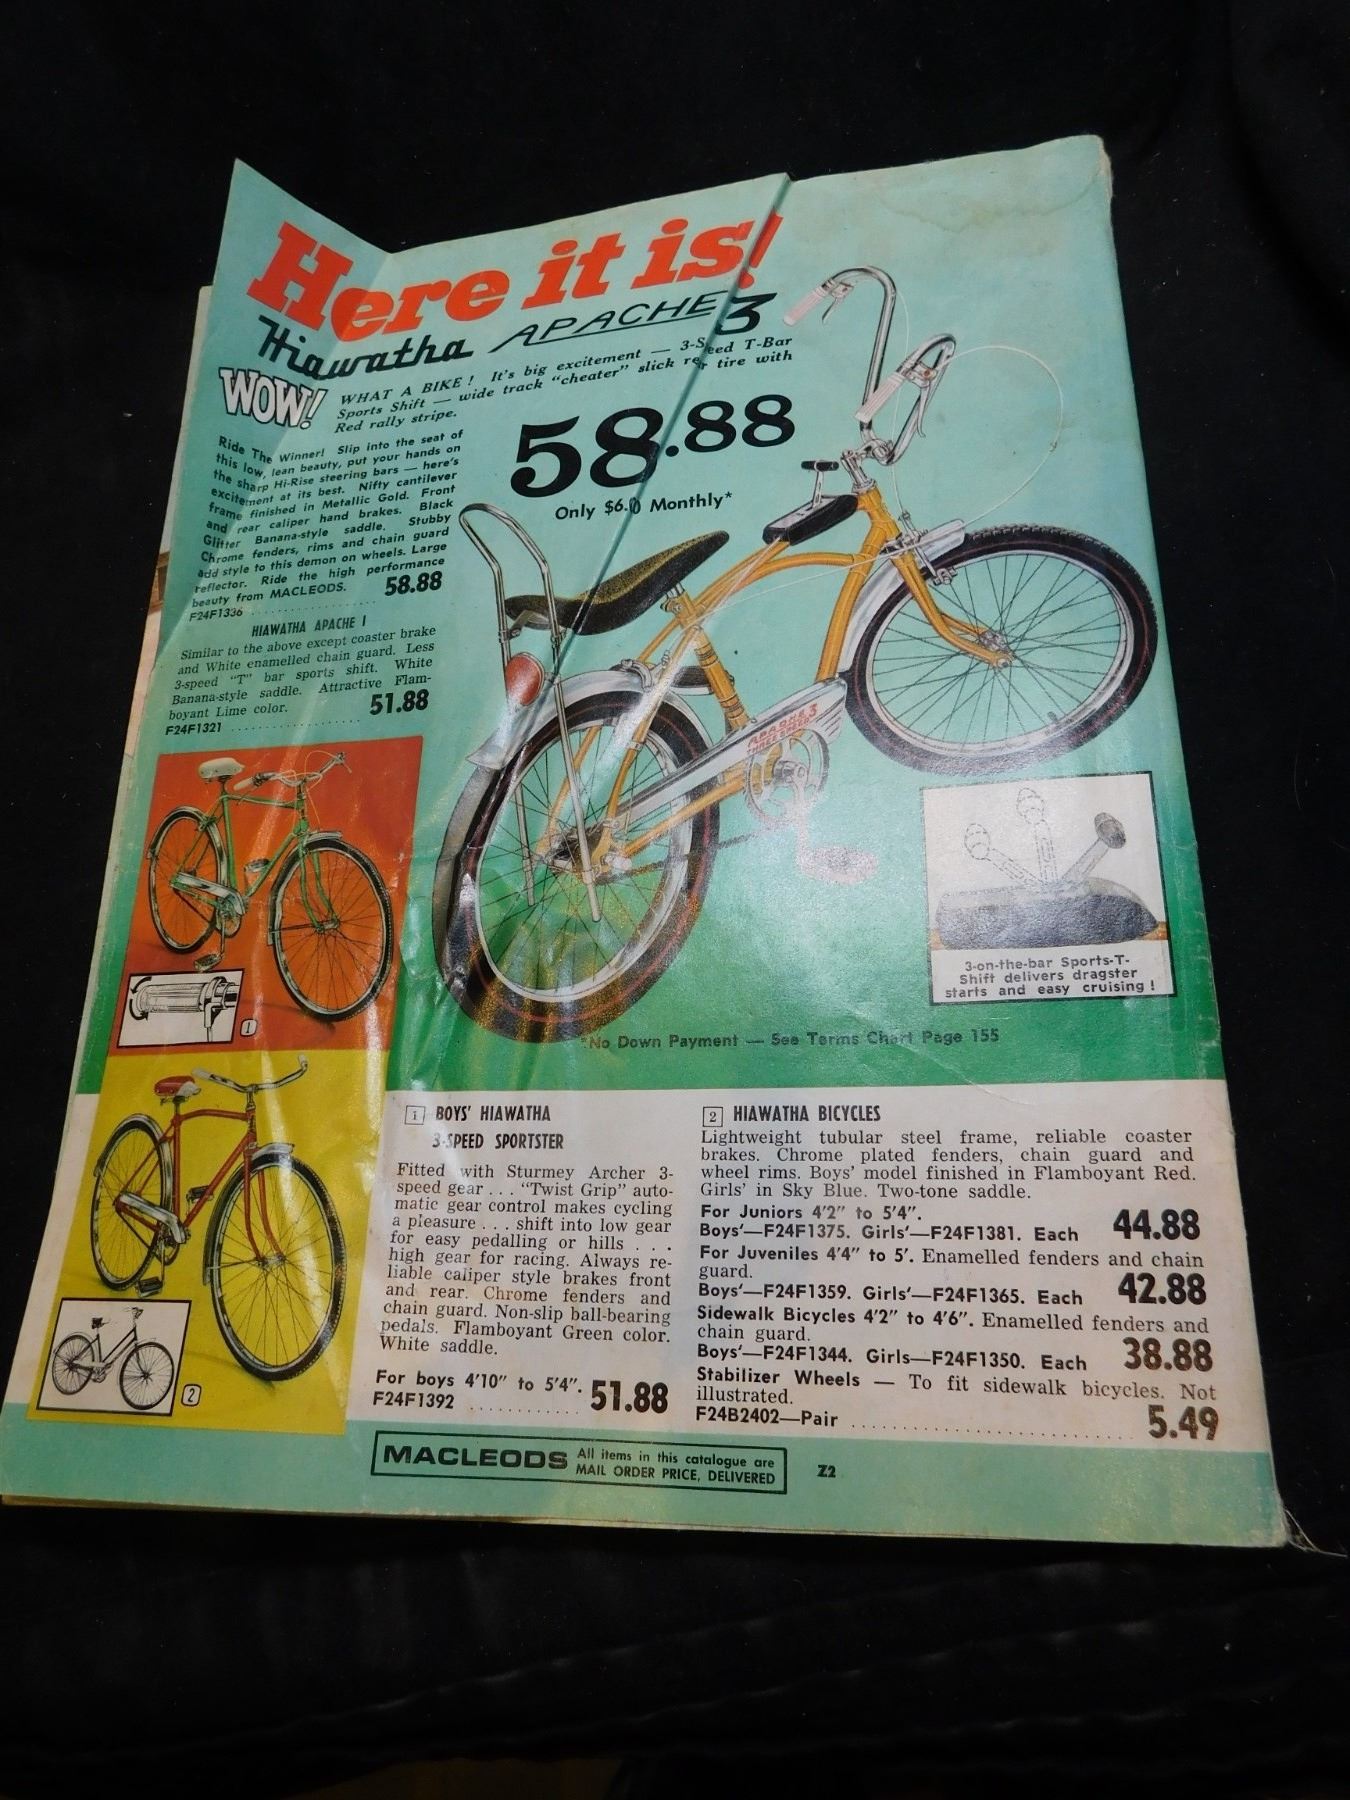 Here it is!
Hiawatha APACHE 3
WOW!
WHAT A BIKE! It's big excitement — 3-Speed T-Bar
Sports Shift — wide track "cheater" slick rear tire with
Red rally stripe.
58.88
Only $6.0 Monthly*
Ride The Winner! Slip into the seat of
this low, lean beauty, put your hands on
the sharp Hi-Rise steering bars — here's
excitement at its best. Nifty cantilever
frame finished in Metallic Gold. Front
and rear caliper hand brakes. Black
Glitter Banana-style saddle. Stubby
Chrome fenders, rims and chain guard
add style to this demon on wheels. Large
reflector. Ride the high performance
beauty from MACLEODS.
F24F1336 .................. 58.88
HIAWATHA APACHE I
Similar to the above except coaster brake
and White enamelled chain guard. Less
3-speed "T" bar sports shift. White
Banana-style saddle. Attractive Flam-
boyant Lime color.
F24F1321 .................. 51.88
APACHE 3
THREE SPEED
3-on-the-bar Sports-T-
Shift delivers dragster
starts and easy cruising!
*No Down Payment — See Terms Chart Page 155
1
2
1 BOYS' HIAWATHA
3-SPEED SPORTSTER
Fitted with Sturmey Archer 3-
speed gear . . . "Twist Grip" auto-
matic gear control makes cycling
a pleasure . . . shift into low gear
for easy pedalling or hills . . .
high gear for racing. Always re-
liable caliper style brakes front
and rear. Chrome fenders and
chain guard. Non-slip ball-bearing
pedals. Flamboyant Green color.
White saddle.
For boys 4'10" to 5'4".
F24F1392 ............ 51.88
2 HIAWATHA BICYCLES
Lightweight tubular steel frame, reliable coaster
brakes. Chrome plated fenders, chain guard and
wheel rims. Boys' model finished in Flamboyant Red.
Girls' in Sky Blue. Two-tone saddle.
For Juniors 4'2" to 5'4".
Boys'—F24F1375. Girls'—F24F1381. Each 44.88
For Juveniles 4'4" to 5'. Enamelled fenders and chain
guard.
Boys'—F24F1359. Girls'—F24F1365. Each 42.88
Sidewalk Bicycles 4'2" to 4'6". Enamelled fenders and
chain guard.
Boys'—F24F1344. Girls—F24F1350. Each 38.88
Stabilizer Wheels — To fit sidewalk bicycles. Not
illustrated.
F24B2402—Pair .............................. 5.49
MACLEODS All items in this catalogue are
MAIL ORDER PRICE, DELIVERED
Z2